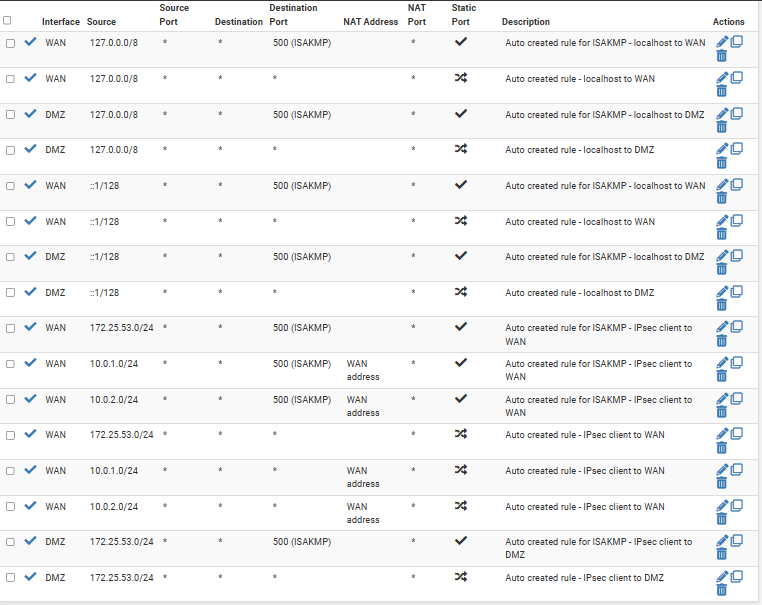 Interface Source Source Port Destination Destination Port NAT Address NAT Port Static Port Description Actions
WAN 127.0.0.0/8 * * 500 (ISAKMP) * Auto created rule for ISAKMP - localhost to WAN
WAN 127.0.0.0/8 * * * * Auto created rule - localhost to WAN
DMZ 127.0.0.0/8 * * 500 (ISAKMP) * Auto created rule for ISAKMP - localhost to DMZ
DMZ 127.0.0.0/8 * * * * Auto created rule - localhost to DMZ
WAN ::1/128 * * 500 (ISAKMP) * Auto created rule for ISAKMP - localhost to WAN
WAN ::1/128 * * * * Auto created rule - localhost to WAN
DMZ ::1/128 * * 500 (ISAKMP) * Auto created rule for ISAKMP - localhost to DMZ
DMZ ::1/128 * * * * Auto created rule - localhost to DMZ
WAN 172.25.53.0/24 * * 500 (ISAKMP) * Auto created rule for ISAKMP - IPsec client to
WAN
WAN 10.0.1.0/24 * * 500 (ISAKMP) WAN * Auto created rule for ISAKMP - IPsec client to
address WAN
WAN 10.0.2.0/24 * * 500 (ISAKMP) WAN * Auto created rule for ISAKMP - IPsec client to
address WAN
WAN 172.25.53.0/24 * * * * Auto created rule - IPsec client to WAN
WAN 10.0.1.0/24 * * * WAN * Auto created rule - IPsec client to WAN
address
WAN 10.0.2.0/24 * * * WAN * Auto created rule - IPsec client to WAN
address
DMZ 172.25.53.0/24 * * 500 (ISAKMP) * Auto created rule for ISAKMP - IPsec client to
DMZ
DMZ 172.25.53.0/24 * * * * Auto created rule - IPsec client to DMZ